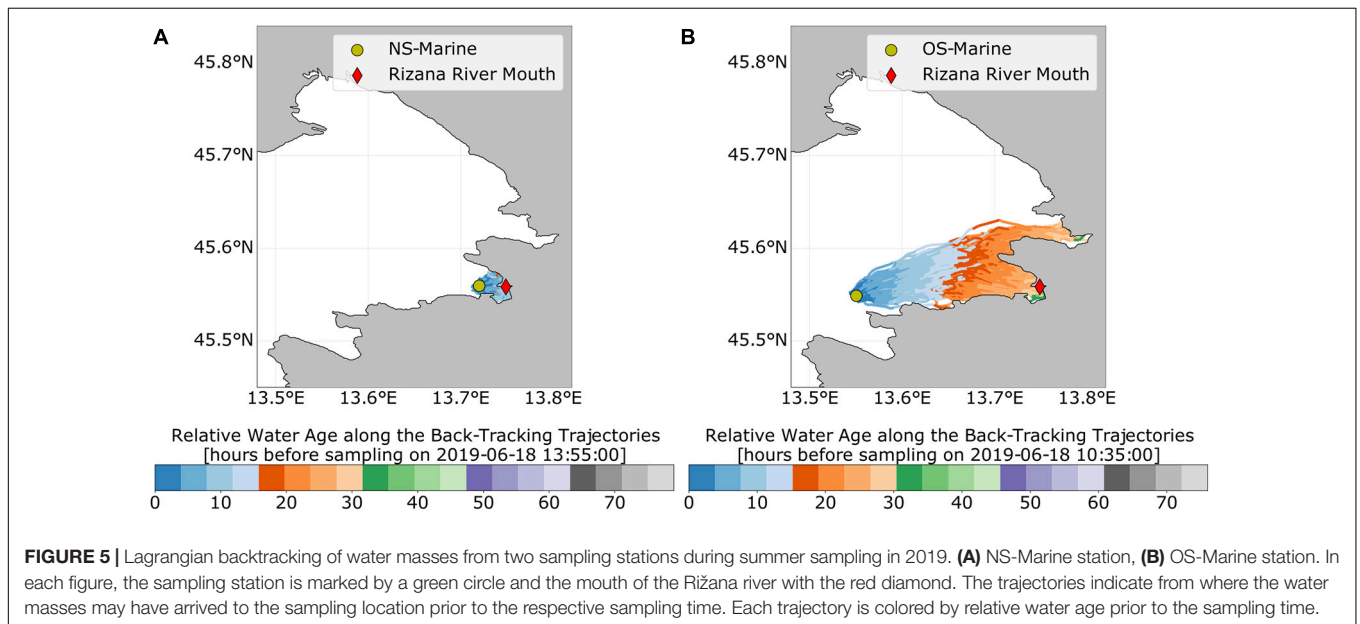 A
NS-Marine
Rizana River Mouth
45.8°N
45.7°N
45.6°N
45.5°N
13.5°E 13.6°E 13.7°E 13.8°E
Relative Water Age along the Back-Tracking Trajectories
[hours before sampling on 2019-06-18 13:55:00]
0 10 20 30 40 50 60 70
B
OS-Marine
Rizana River Mouth
45.8°N
45.7°N
45.6°N
45.5°N
13.5°E 13.6°E 13.7°E 13.8°E
Relative Water Age along the Back-Tracking Trajectories
[hours before sampling on 2019-06-18 10:35:00]
0 10 20 30 40 50 60 70
FIGURE 5 | Lagrangian backtracking of water masses from two sampling stations during summer sampling in 2019. (A) NS-Marine station, (B) OS-Marine station. In
each figure, the sampling station is marked by a green circle and the mouth of the Rižana river with the red diamond. The trajectories indicate from where the water
masses may have arrived to the sampling location prior to the respective sampling time. Each trajectory is colored by relative water age prior to the sampling time.